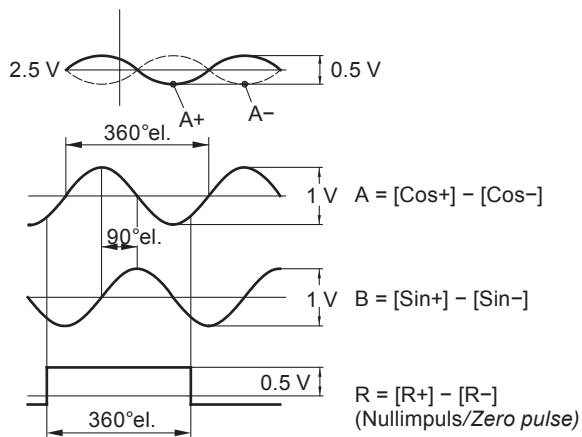 2.5 V
0.5 V
A+
A−
360°el.
1 V
A = [Cos+] − [Cos−]
90°el.
1 V
B = [Sin+] − [Sin−]
0.5 V
R = [R+] − [R−]
(Nullimpuls/Zero pulse)
360°el.